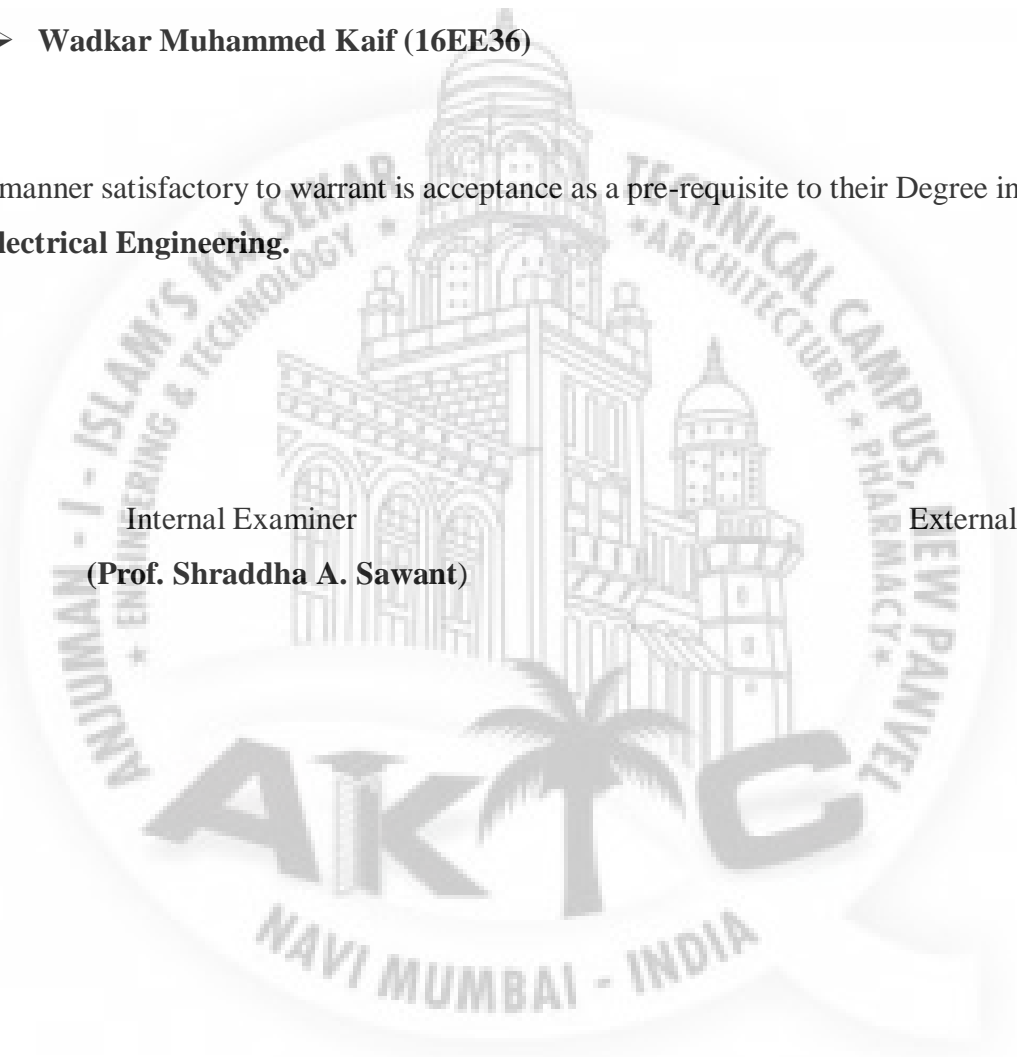 ➢ Wadkar Muhammed Kaif (16EE36)
manner satisfactory to warrant is acceptance as a pre-requisite to their Degree in
lectrical Engineering.
Internal Examiner
External
(Prof. Shraddha A. Sawant)
ANJUMAN - I - ISLAM'S KALSEKAR TECHNICAL CAMPUS, NEW PANVEL
* ENGINEERING & TECHNOLOGY * *ARCHITECTURE * PHARMACY *
AKTC
NAVI MUMBAI - INDIA